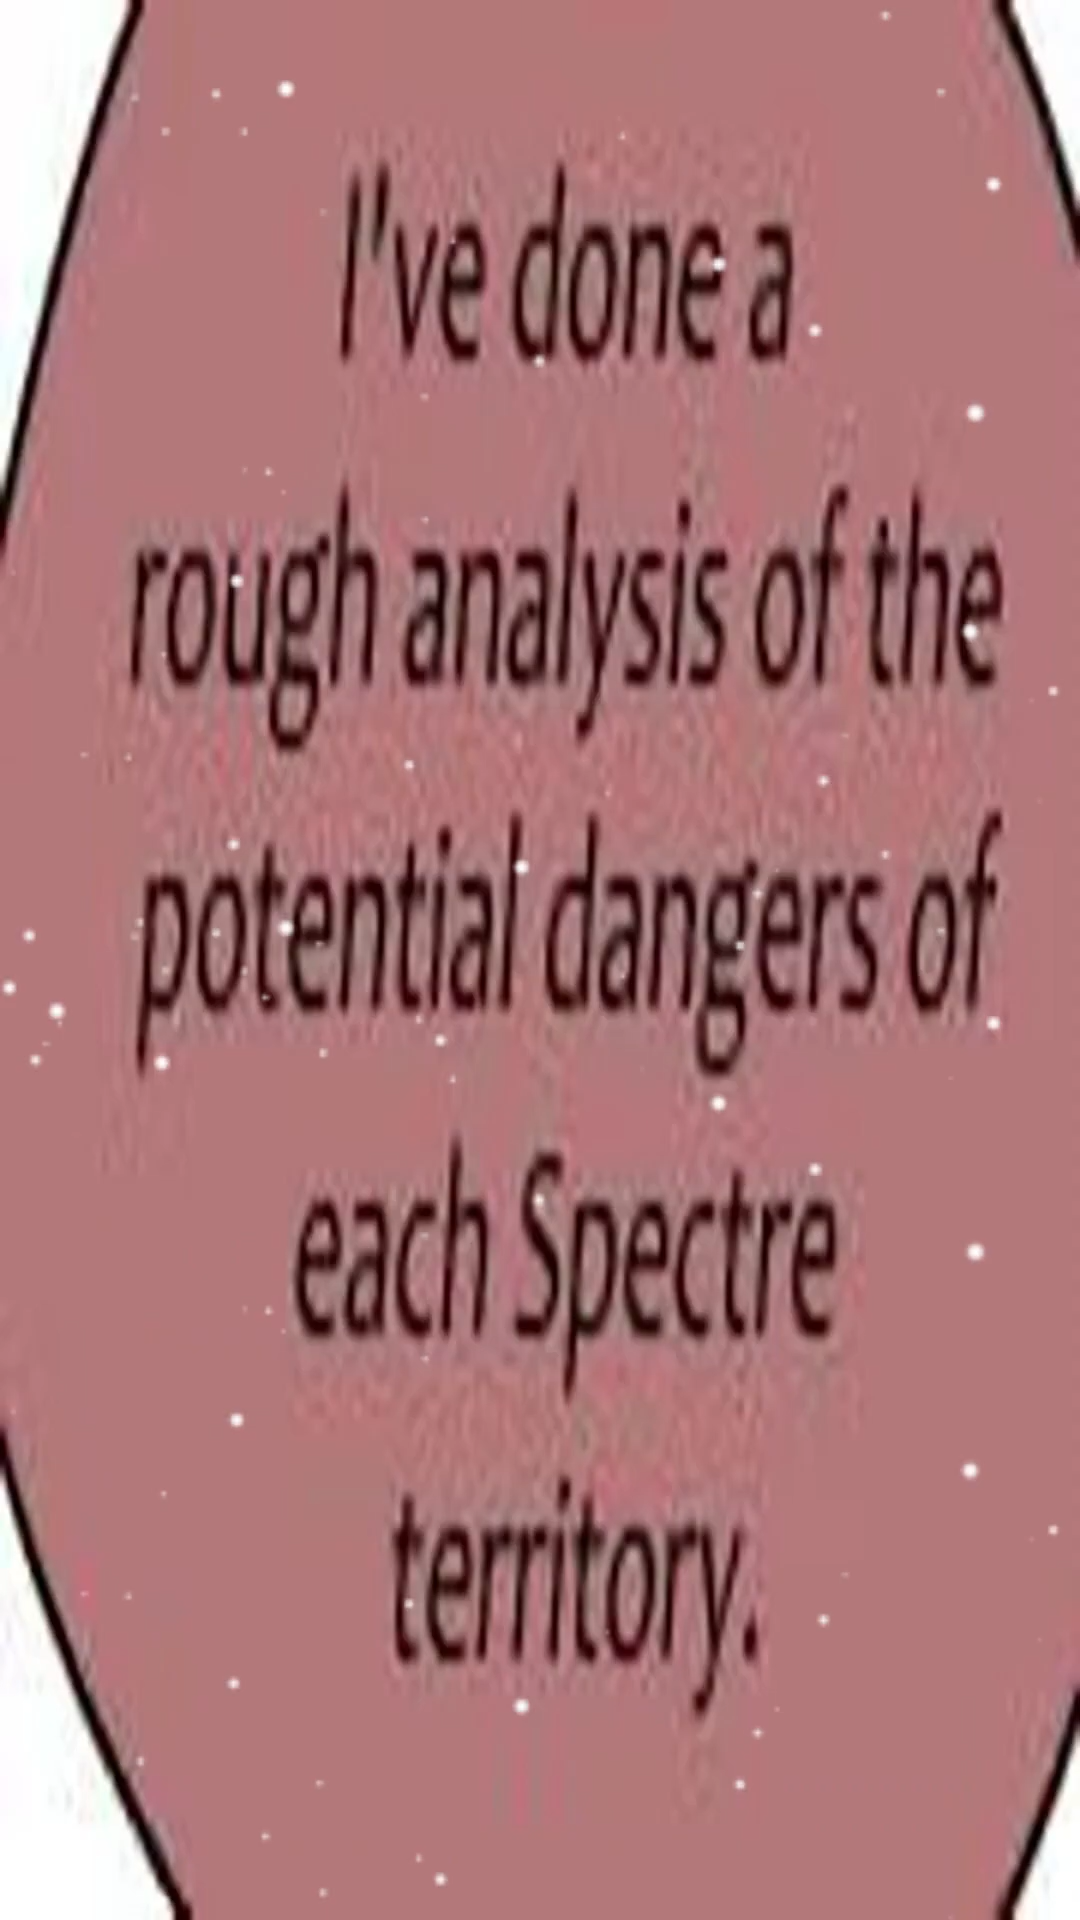 I've done a
rough analysis of the
potential dangers of
each Spectre
territory.